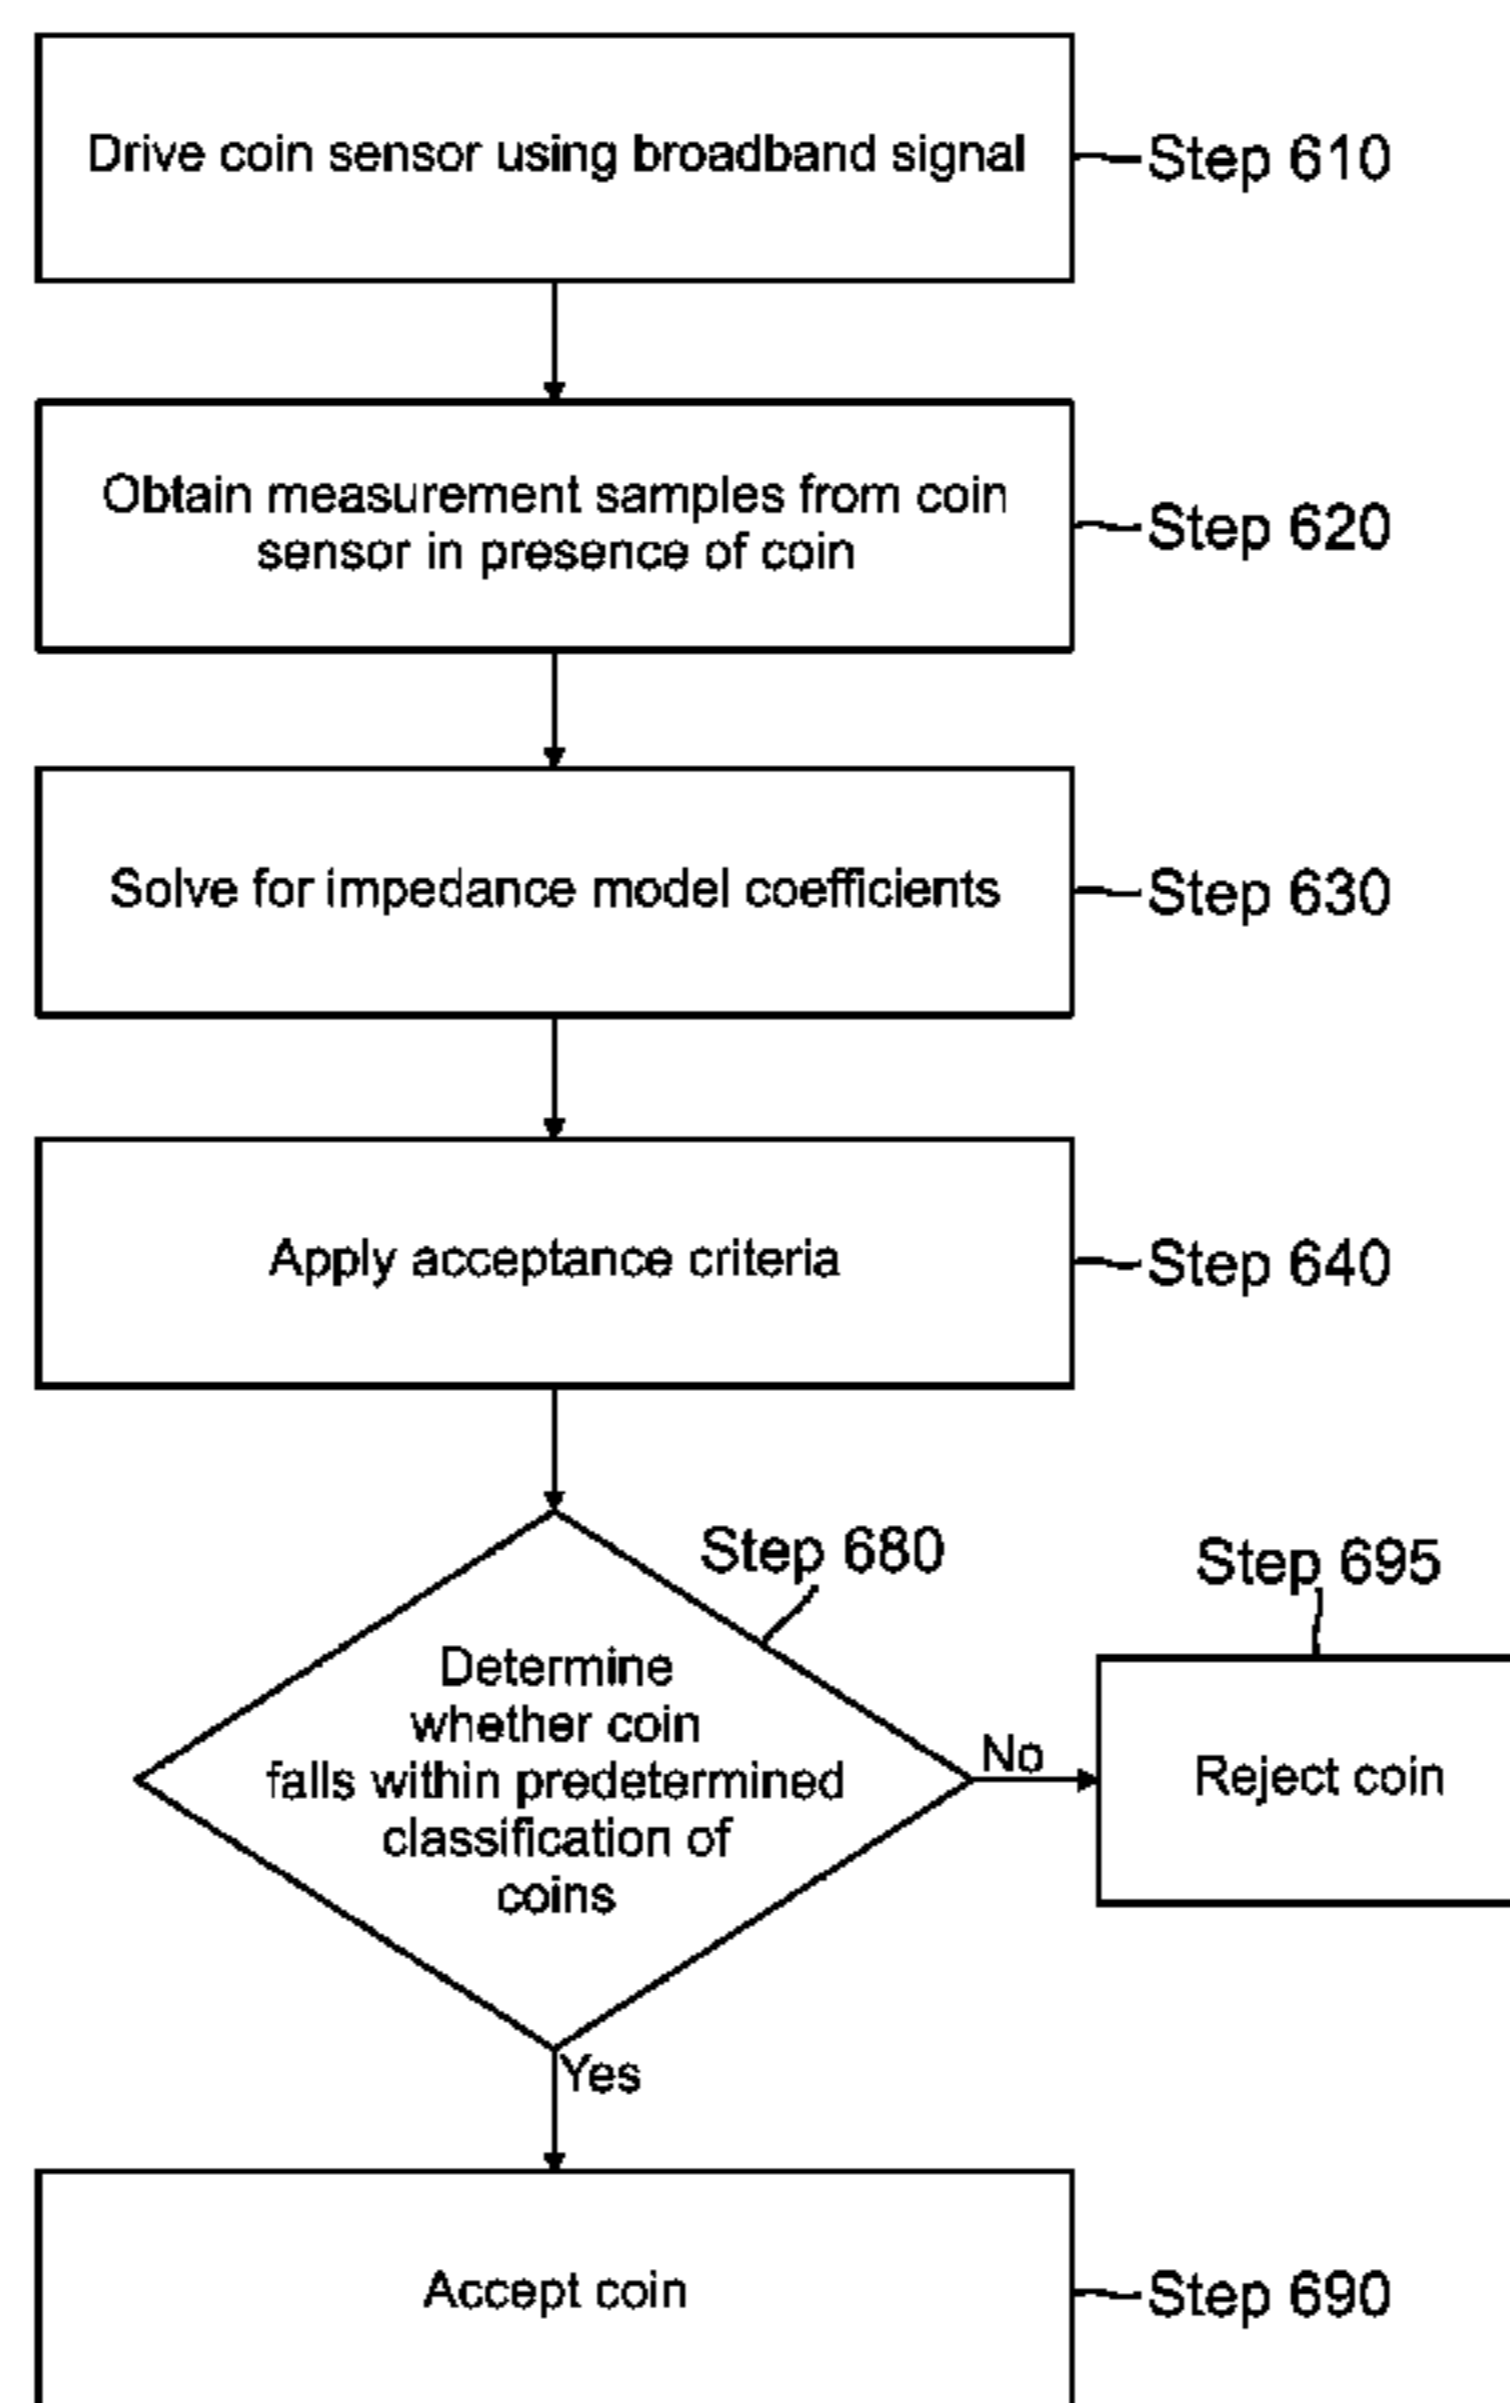 Drive coin sensor using broadband signal
Step 610
Obtain measurement samples from coin
sensor in presence of coin
Step 620
Solve for impedance model coefficients
Step 630
Apply acceptance criteria
Step 640
Step 680
Determine
whether coin
falls within predetermined
classification of
coins
No
Step 695
Reject coin
Yes
Accept coin
Step 690